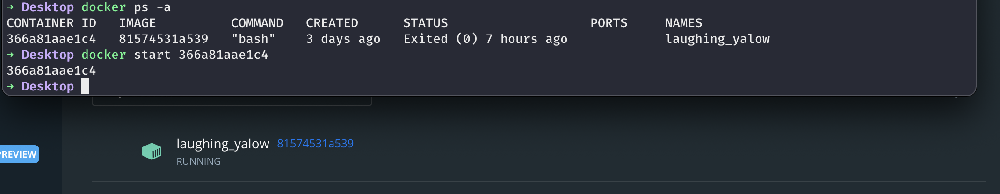 → Desktop docker ps -a
CONTAINER ID IMAGE COMMAND CREATED STATUS PORTS NAMES
366a81aae1c4 81574531a539 "bash" 3 days ago Exited (0) 7 hours ago laughing_yalow
→ Desktop docker start 366a81aae1c4
366a81aae1c4
→ Desktop
laughing_yalow 81574531a539
PREVIEW
RUNNING